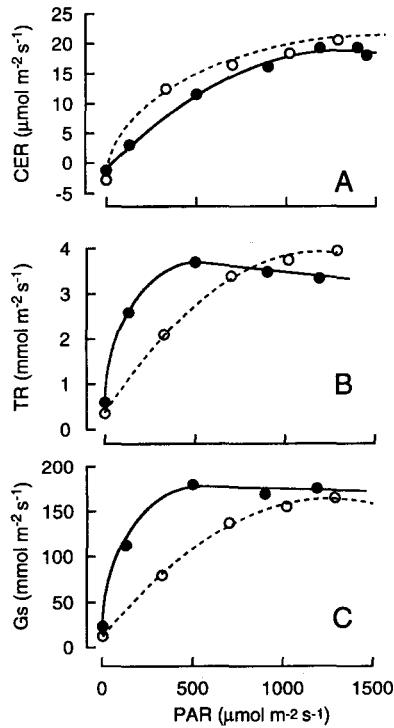 25
20
15
10
5
0
-5
CER (μmol m⁻² s⁻¹)
A
4
3
2
1
0
TR (mmol m⁻² s⁻¹)
B
200
150
100
50
0
Gs (mmol m⁻² s⁻¹)
C
0 500 1000 1500
PAR (μmol m⁻² s⁻¹)